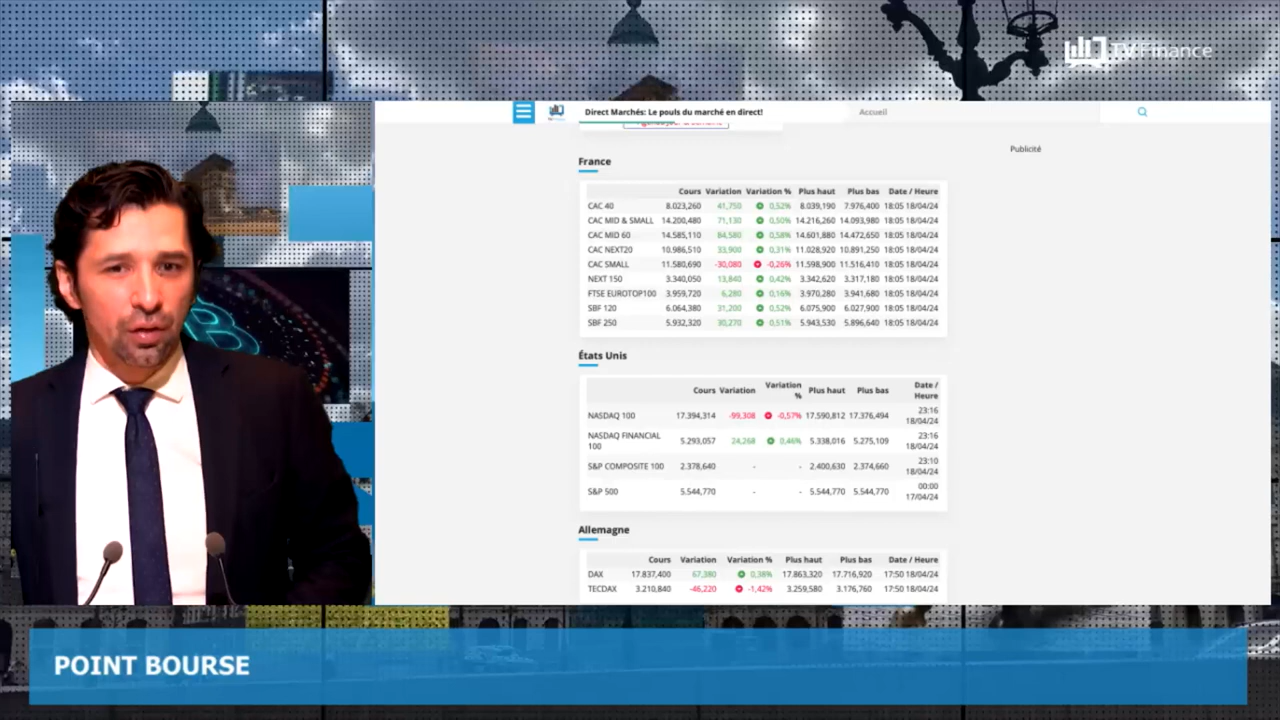 TV Finance
Direct Marchés: Le pouls du marché en direct! Accueil
Publicité
France
Cours Variation Variation % Plus haut Plus bas Date / Heure
CAC 40 8.023,260 41,750 0,52% 8.039,190 7.976,400 18:05 18/04/24
CAC MID & SMALL 14.200,480 71,130 0,50% 14.216,260 14.093,980 18:05 18/04/24
CAC MID 60 14.585,110 84,580 0,58% 14.601,880 14.472,650 18:05 18/04/24
CAC NEXT20 10.986,510 33,900 0,31% 11.028,920 10.891,250 18:05 18/04/24
CAC SMALL 11.580,690 -30,080 -0,26% 11.598,900 11.516,410 18:05 18/04/24
NEXT 150 3.340,050 13,840 0,42% 3.342,620 3.317,180 18:05 18/04/24
FTSE EUROTOP100 3.959,720 6,280 0,16% 3.970,280 3.941,680 18:05 18/04/24
SBF 120 6.064,380 31,200 0,52% 6.075,900 6.027,900 18:05 18/04/24
SBF 250 5.932,320 30,270 0,51% 5.943,530 5.896,640 18:05 18/04/24
États Unis
Cours Variation Variation % Plus haut Plus bas Date / Heure
NASDAQ 100 17.394,314 -99,308 -0,57% 17.590,812 17.376,494 23:16 18/04/24
NASDAQ FINANCIAL 100 5.293,057 24,268 0,46% 5.338,016 5.275,109 23:16 18/04/24
S&P COMPOSITE 100 2.378,640 - - 2.400,630 2.374,660 23:10 18/04/24
S&P 500 5.544,770 - - 5.544,770 5.544,770 00:00 17/04/24
Allemagne
Cours Variation Variation % Plus haut Plus bas Date / Heure
DAX 17.837,400 67,380 0,38% 17.863,320 17.716,920 17:50 18/04/24
TECDAX 3.210,840 -46,220 -1,42% 3.259,580 3.176,760 17:50 18/04/24
POINT BOURSE